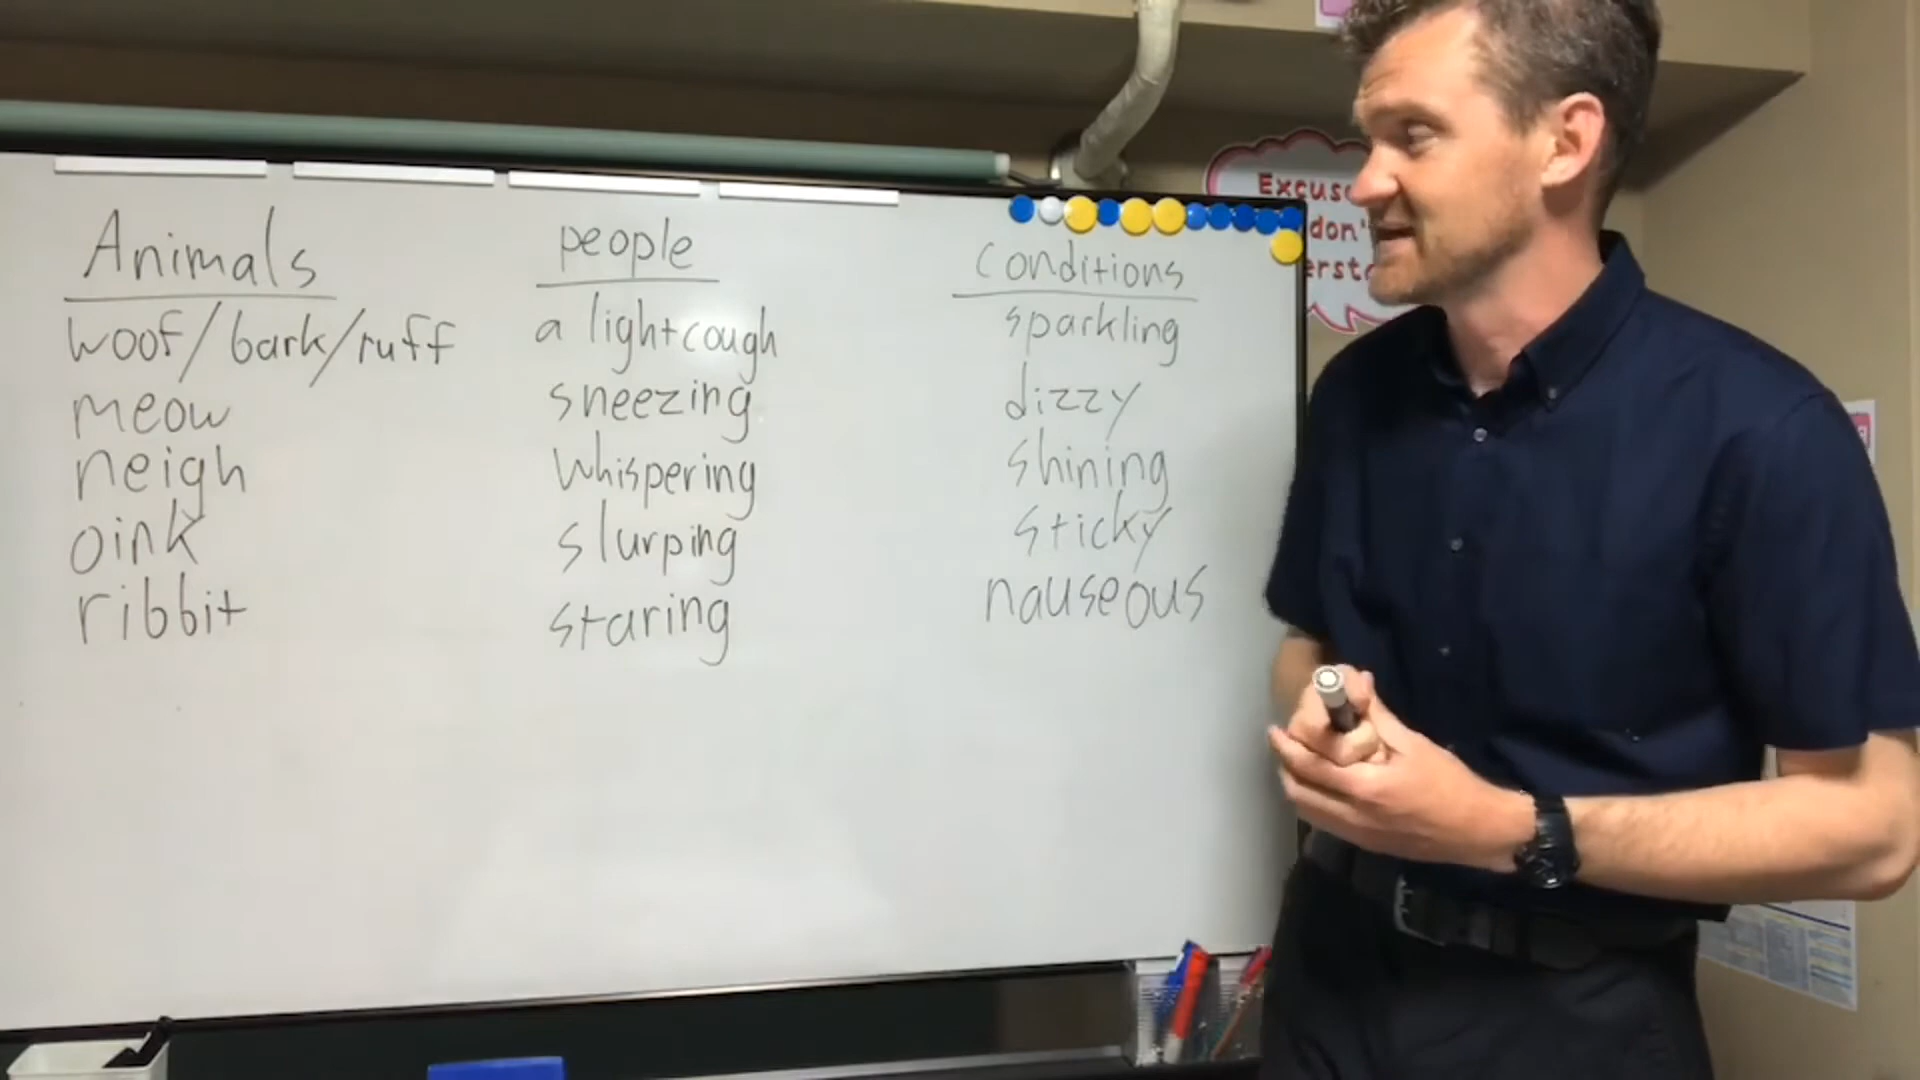 Animals
woof/bark/ruff
meow
neigh
oink
ribbit
people
a light cough
sneezing
whispering
slurping
staring
conditions
sparkling
dizzy
shining
sticky
nauseous
Excus
don'
erst